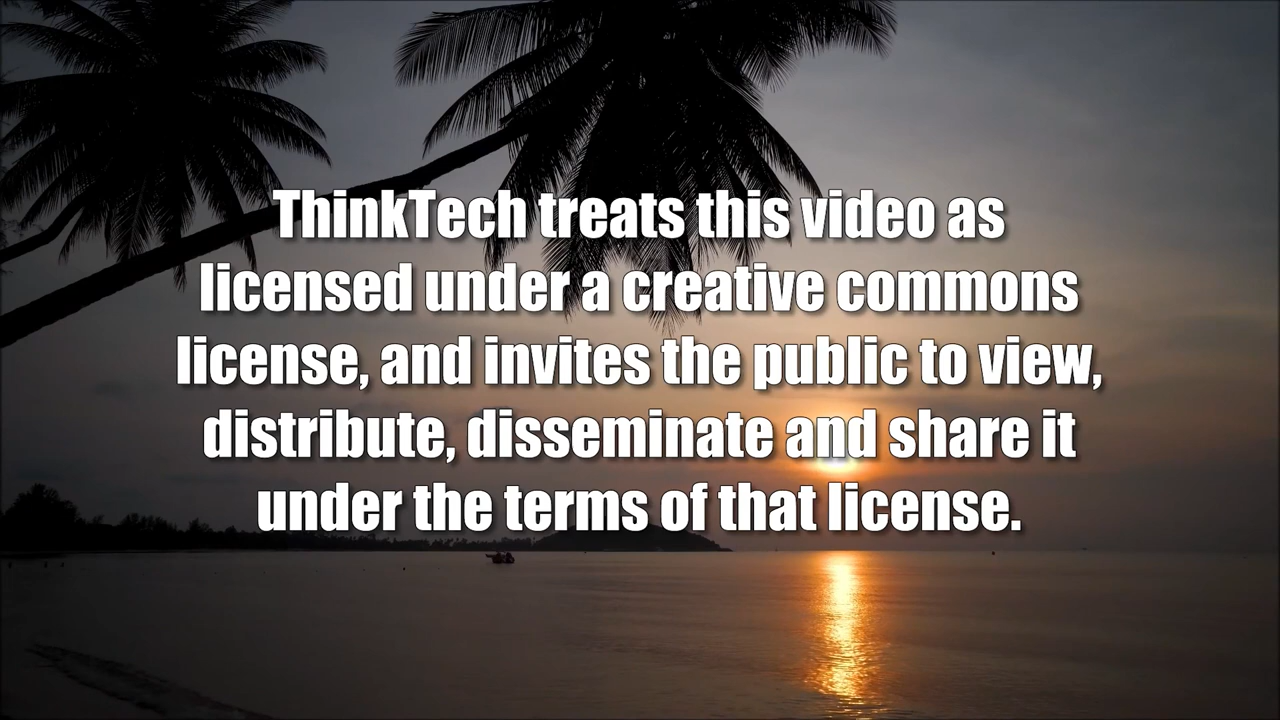 ThinkTech treats this video as
licensed under a creative commons
license, and invites the public to view,
distribute, disseminate and share it
under the terms of that license.